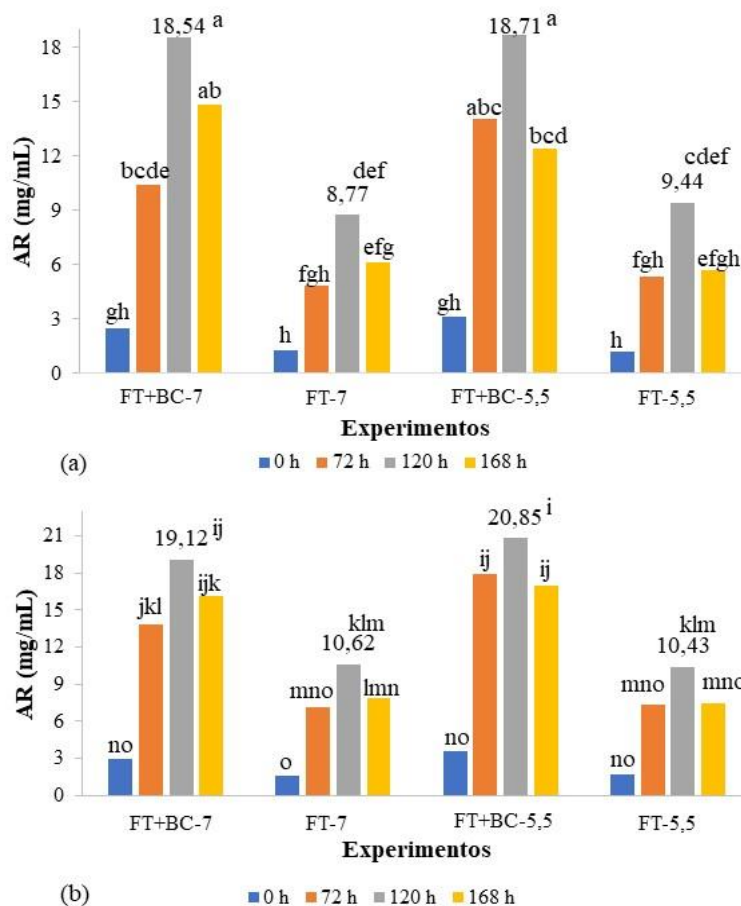 18,54 a
18,71 a
18
ab
15
abc
bcd
bcde
def
cdef
12
8,77
9,44
9
efg
fgh
fgh
efgh
6
gh
gh
3
h
h
0
AR (mg/mL)
FT+BC-7 FT-7 FT+BC-5,5 FT-5,5
Experimentos
(a)
0 h 72 h 120 h 168 h
20,85 i
19,12 ij
21
ij
ij
18
jkl
ijk
klm
klm
15
10,62
10,43
12
mno
lmn
mno
mno
9
6
no
no
o
no
3
0
AR (mg/mL)
FT+BC-7 FT-7 FT+BC-5,5 FT-5,5
Experimentos
(b)
0 h 72 h 120 h 168 h